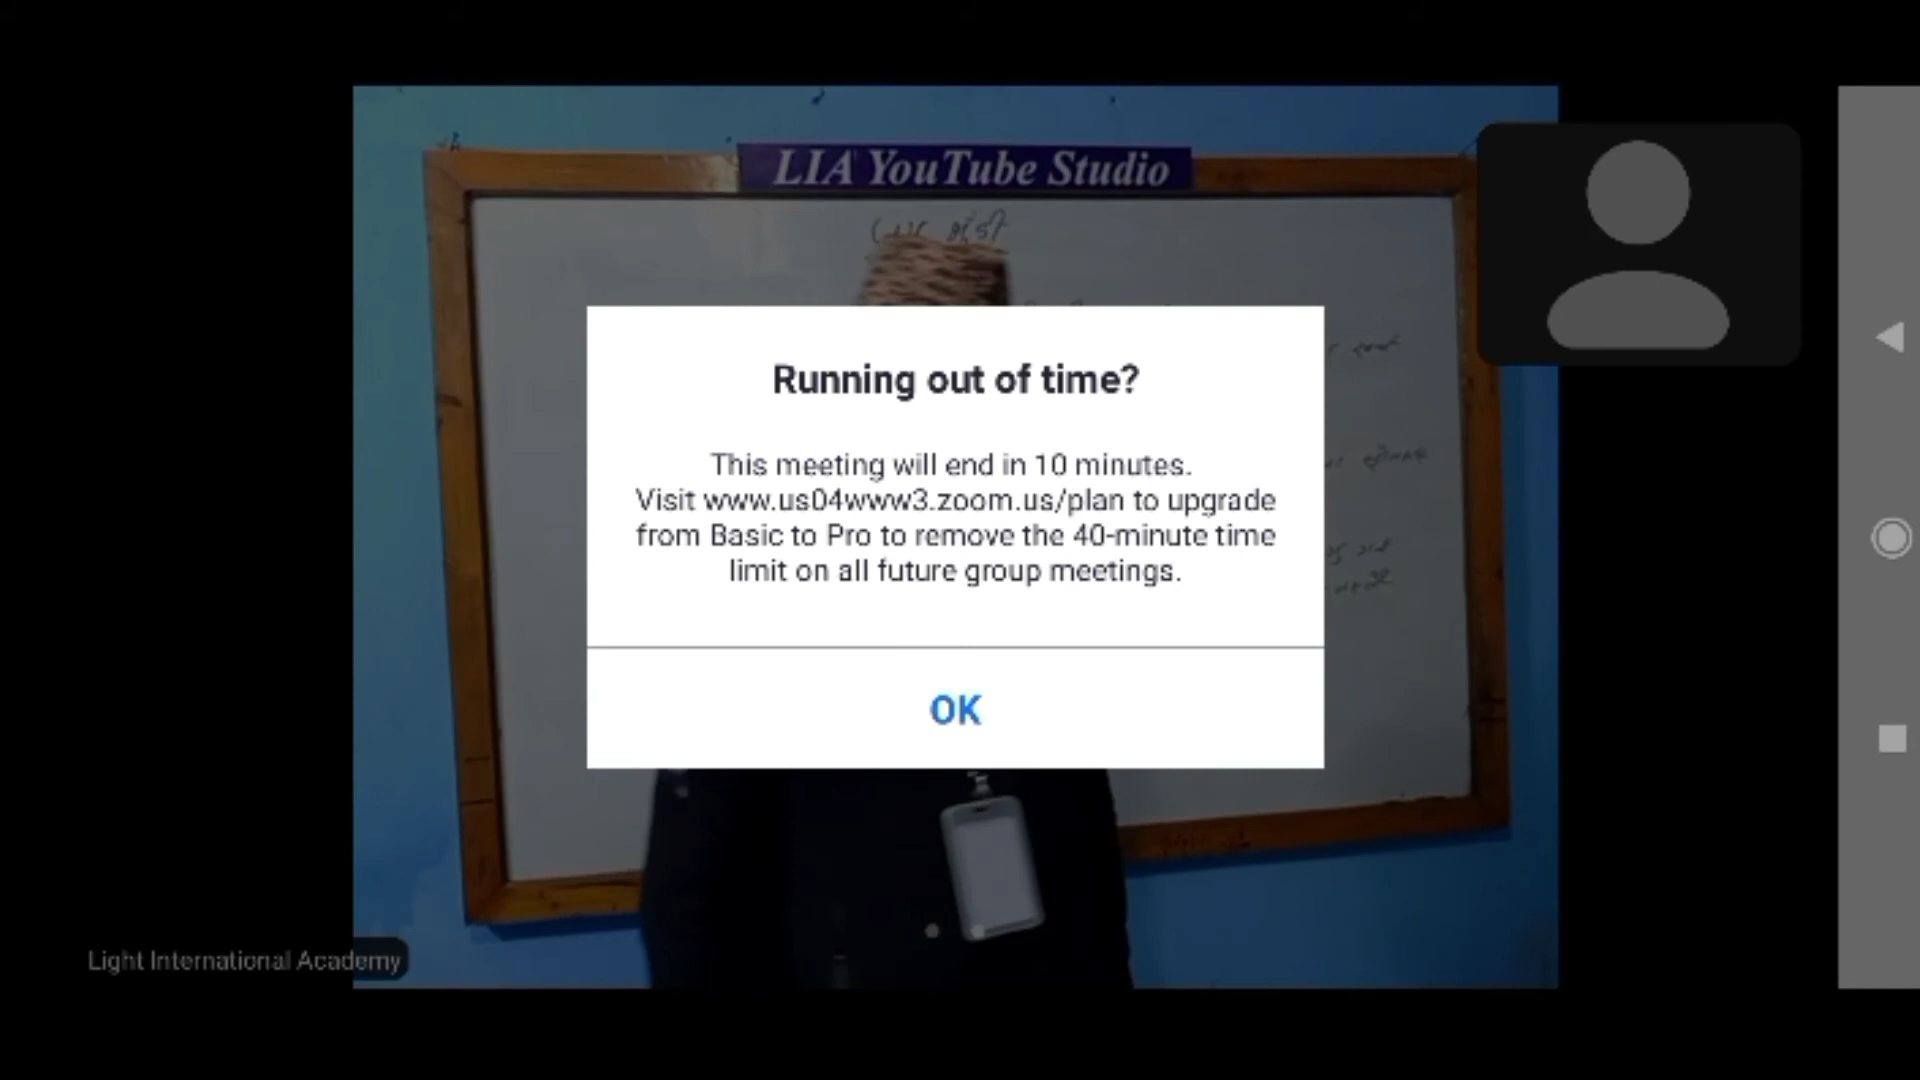 LIA YouTube Studio
Running out of time?
This meeting will end in 10 minutes.
Visit www.us04www3.zoom.us/plan to upgrade
from Basic to Pro to remove the 40-minute time
limit on all future group meetings.
OK
Light International Academy